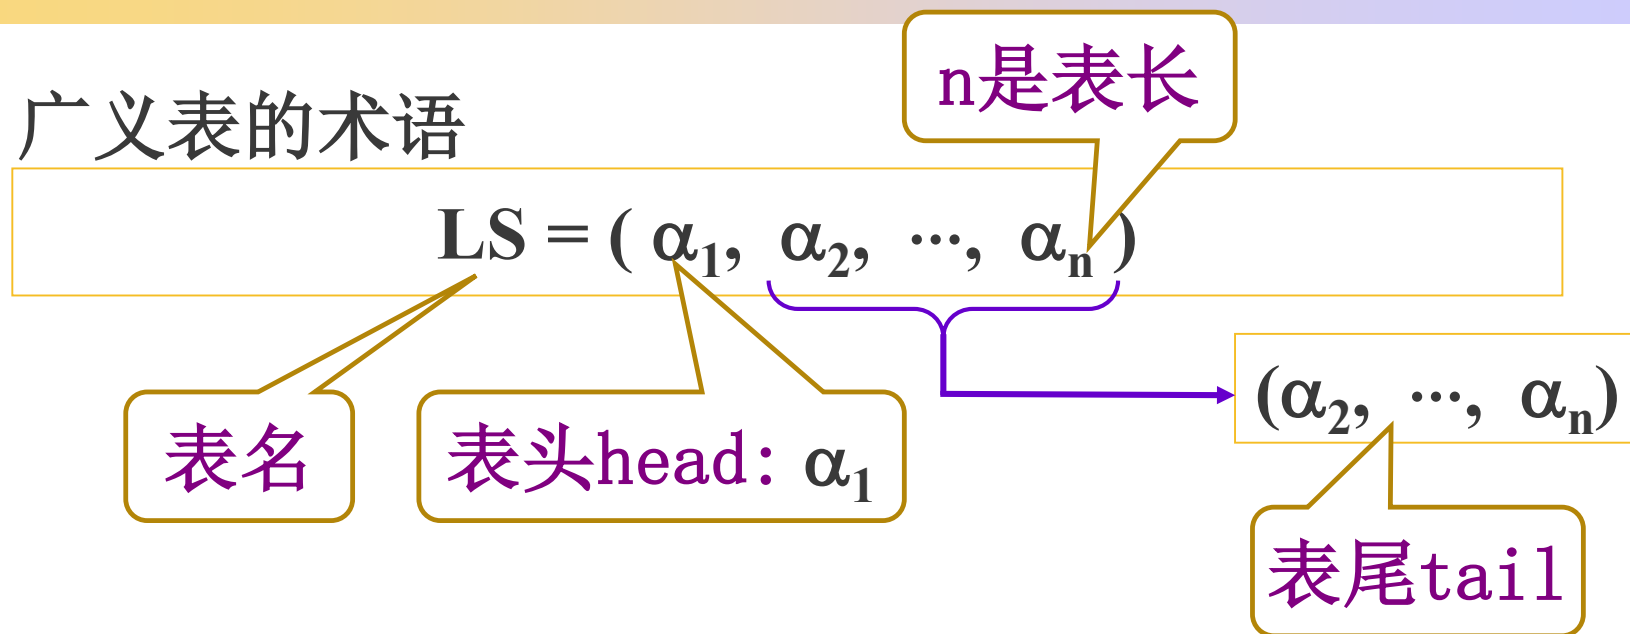 n是表长
广义表的术语
LS = ( α₁, α₂, ···, αₙ )
(α₂, ···, αₙ)
表名
表头head: α₁
表尾tail